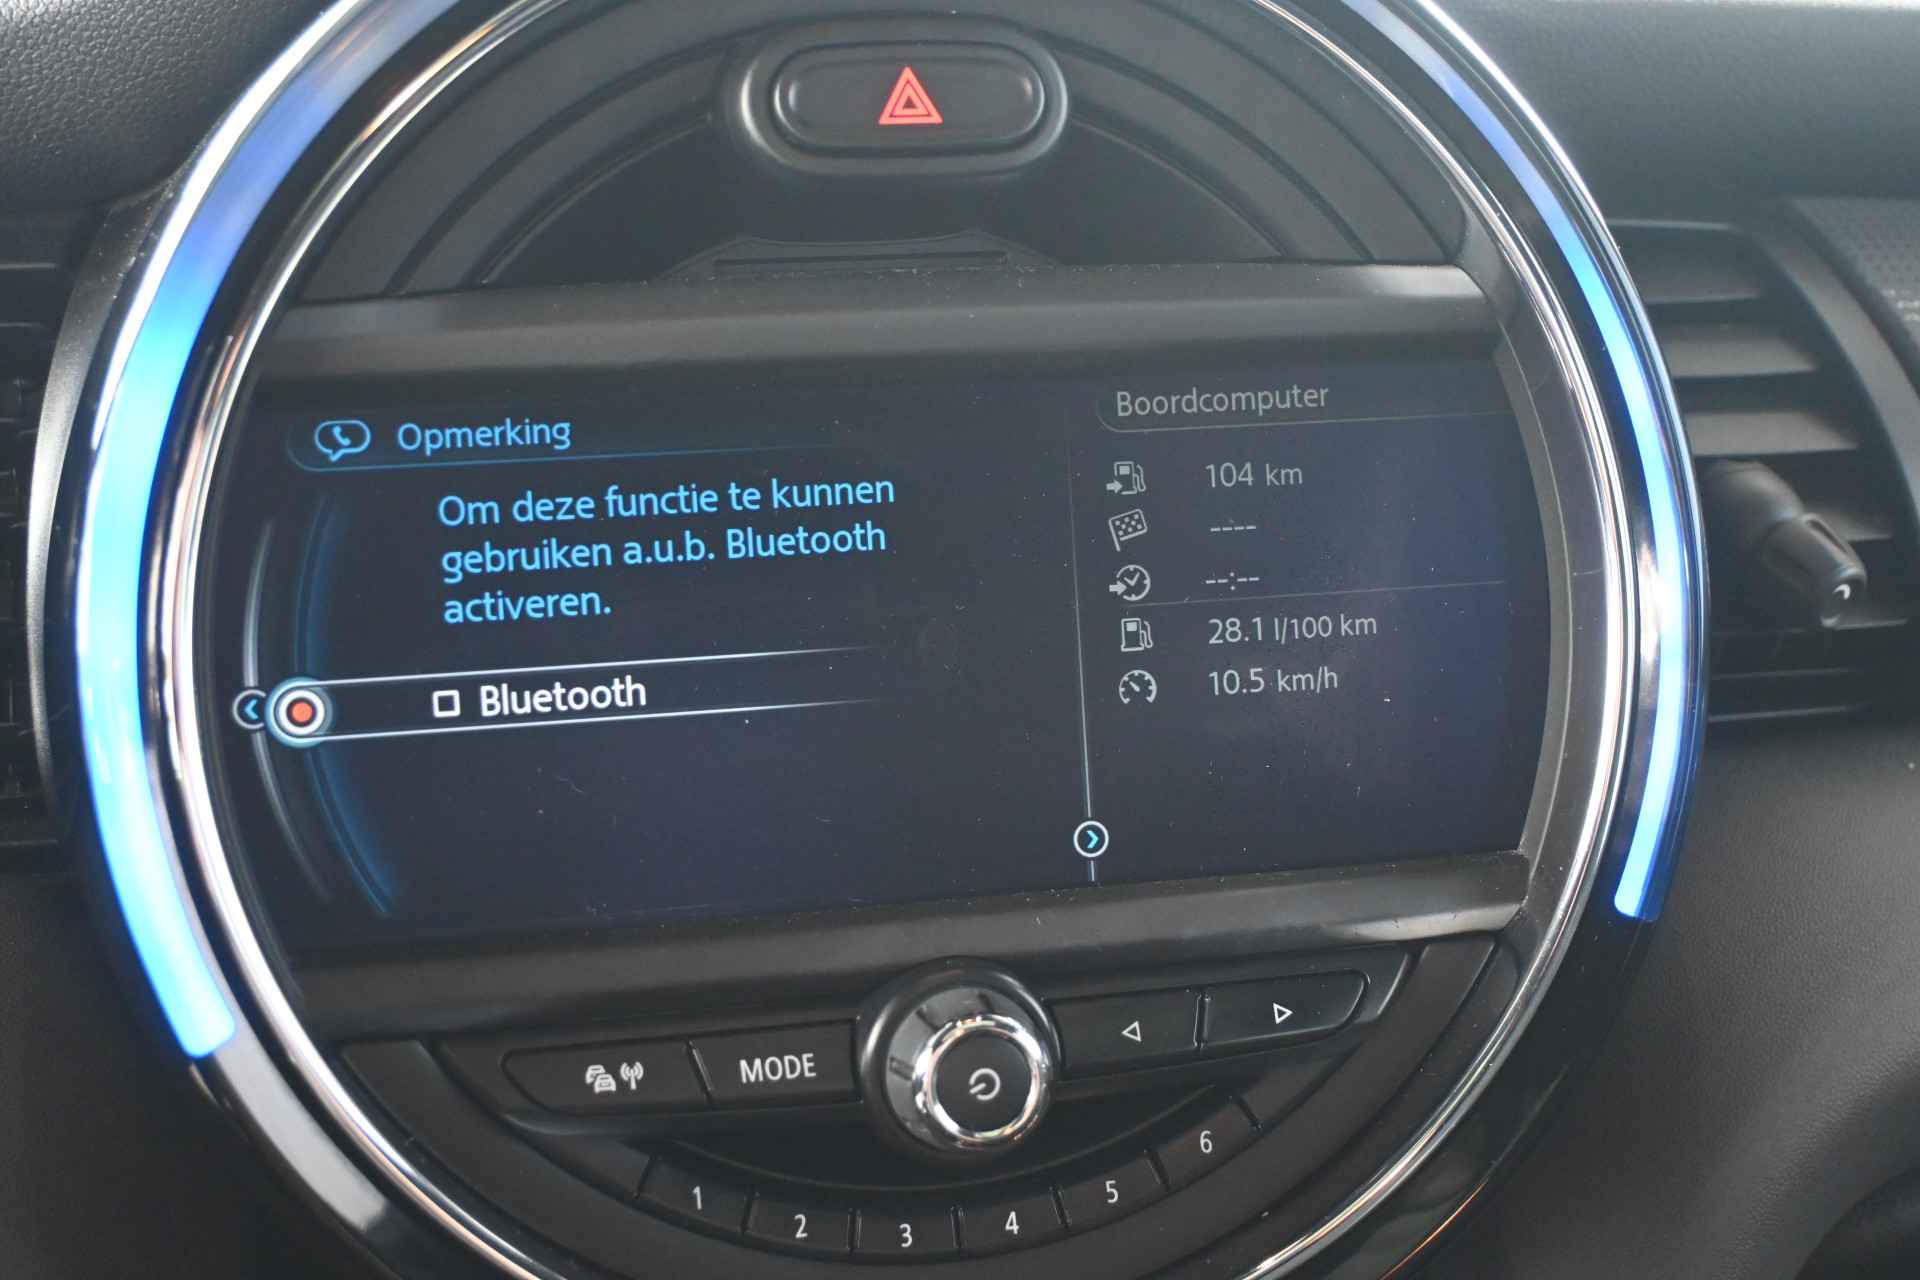 Opmerking
Om deze functie te kunnen
gebruiken a.u.b. Bluetooth
activeren.
Bluetooth
Boordcomputer
104 km
----
--:--
28.1 l/100 km
10.5 km/h
MODE
1
2
3
4
5
6